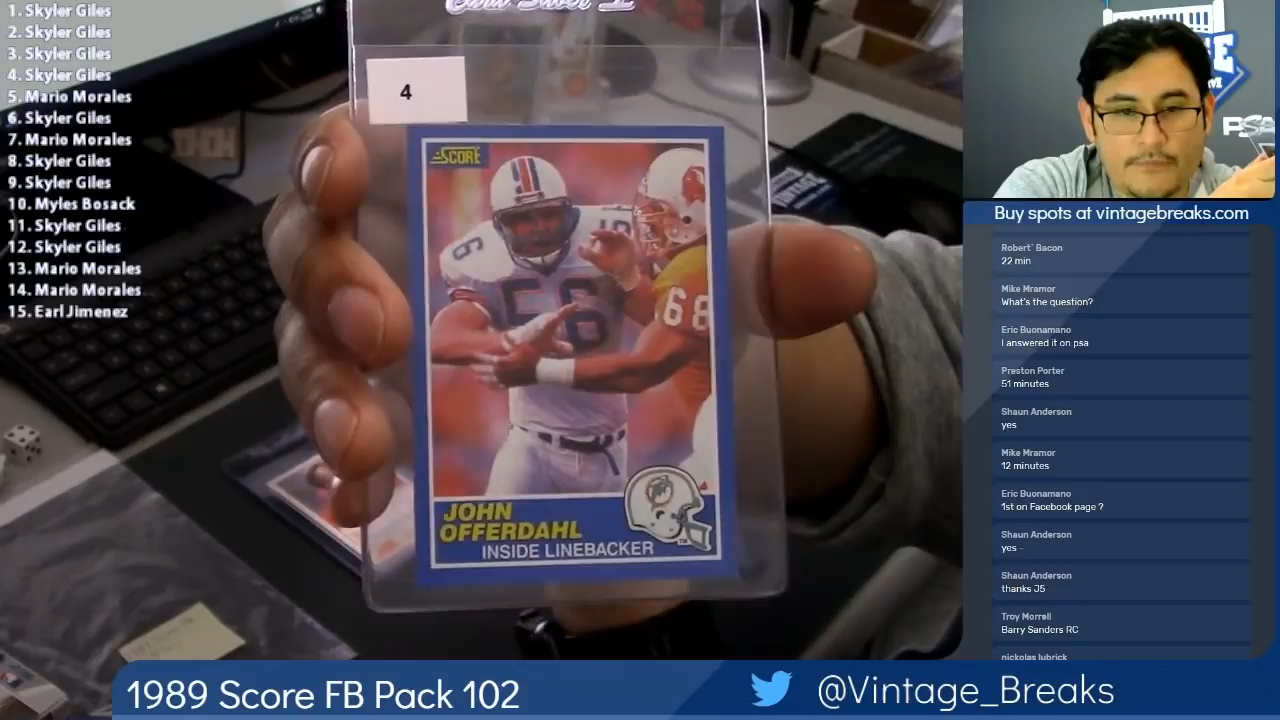 1. Skyler Giles
2. Skyler Giles
3. Skyler Giles
4. Skyler Giles
5. Mario Morales
6. Skyler Giles
7. Mario Morales
8. Skyler Giles
9. Skyler Giles
10. Myles Bosack
11. Skyler Giles
12. Skyler Giles
13. Mario Morales
14. Mario Morales
15. Earl Jimenez
4
SCORE
56
56
68
JOHN
OFFERDAHL
INSIDE LINEBACKER
TM
PSA
Buy spots at vintagebreaks.com
Robert` Bacon
22 min
Mike Mramor
What's the question?
Eric Buonamano
I answered it on psa
Preston Porter
51 minutes
Shaun Anderson
yes
Mike Mramor
12 minutes
Eric Buonamano
1st on Facebook page ?
Shaun Anderson
yes -
Shaun Anderson
thanks J5
Troy Morrell
Barry Sanders RC
nickolas lubrick
1989 Score FB Pack 102
@Vintage_Breaks